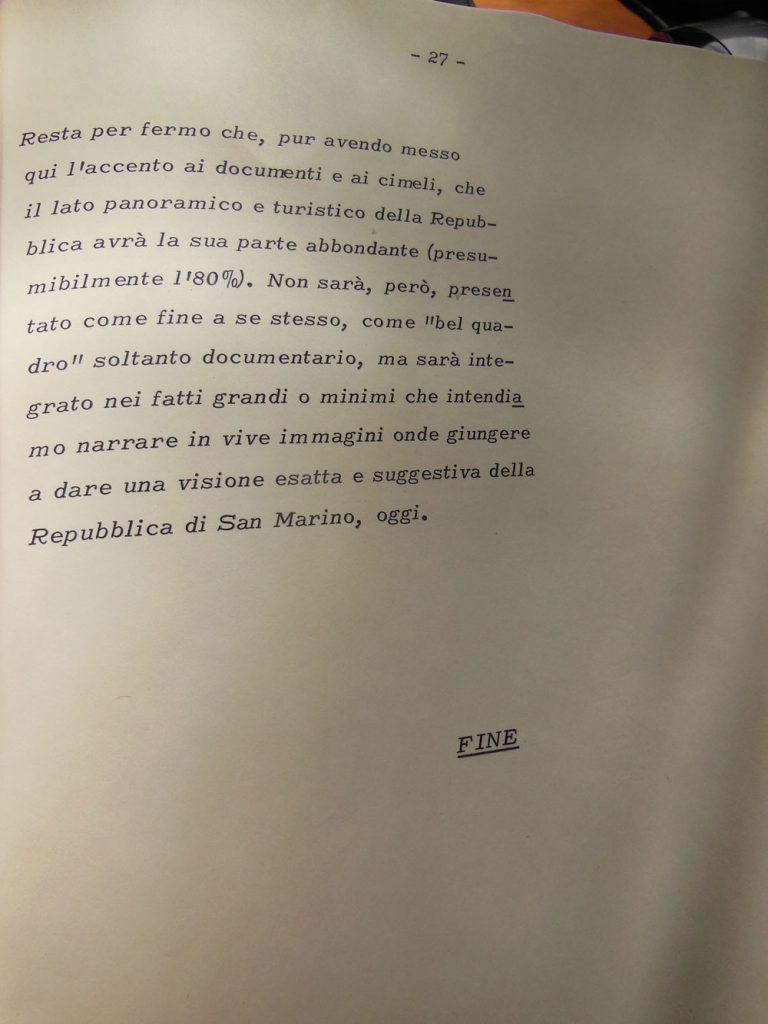 - 27 -
Resta per fermo che, pur avendo messo
qui l'accento ai documenti e ai cimeli, che
il lato panoramico e turistico della Repub-
blica avrà la sua parte abbondante (presu-
mibilmente l'80%). Non sarà, però, presen
tato come fine a se stesso, come "bel qua-
dro" soltanto documentario, ma sarà inte-
grato nei fatti grandi o minimi che intendia
mo narrare in vive immagini onde giungere
a dare una visione esatta e suggestiva della
Repubblica di San Marino, oggi.
FINE